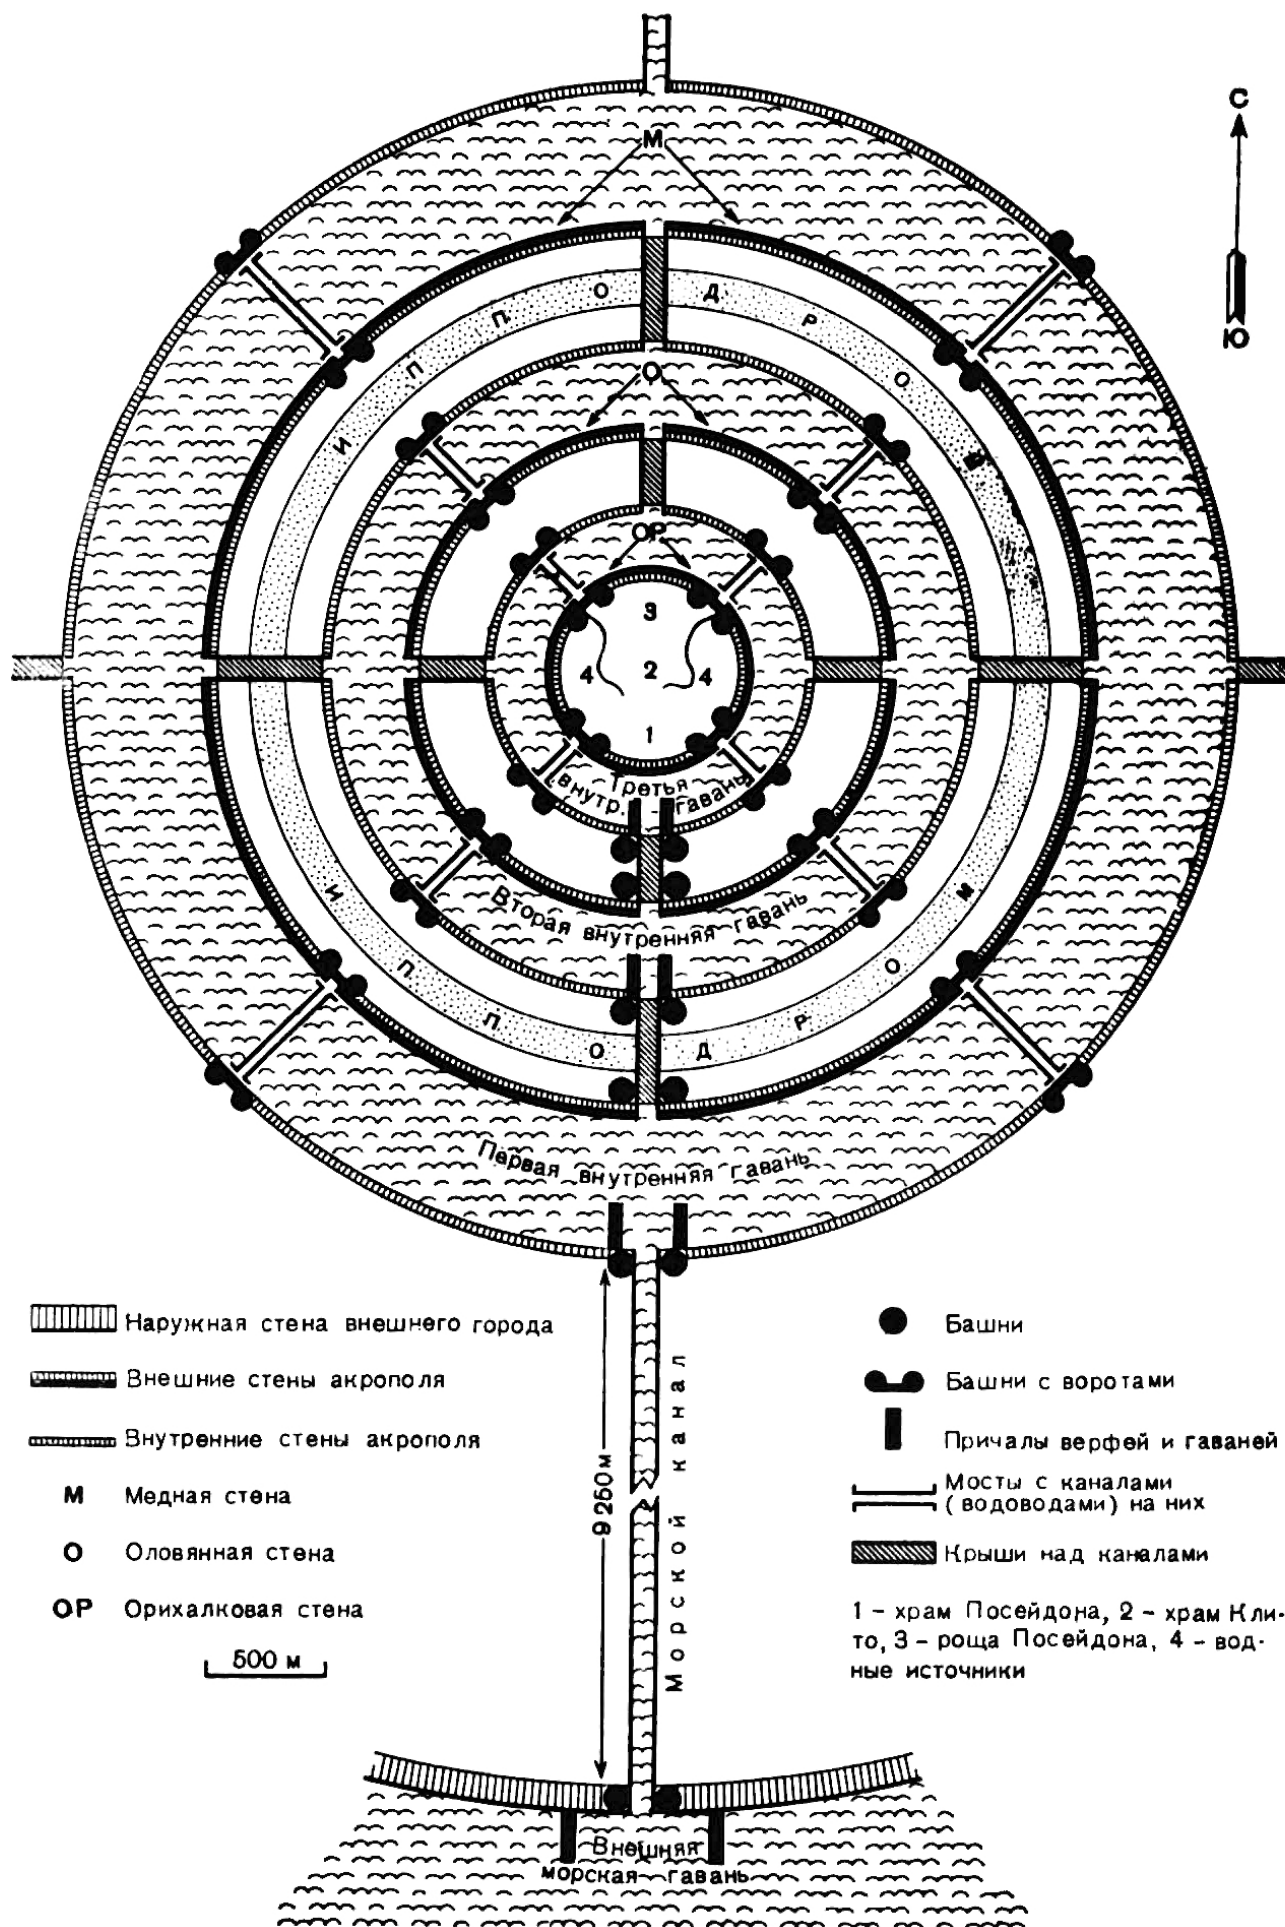 С
М
Ю
ИППОДРОМ
О
ОР
3
4 2 4
1
Третья
внутр. гавань
Вторая внутренняя гавань
ИППОДРОМ
Первая внутренняя гавань
Наружная стена внешнего города
Внешние стены акрополя
Внутренние стены акрополя
М Медная стена
О Оловянная стена
ОР Орихалковая стена
500 м
9250м
Морской канал
Башни
Башни с воротами
Причалы верфей и гаваней
Мосты с каналами
(водоводами) на них
Крыши над каналами
1 - храм Посейдона, 2 - храм Кли-
то, 3 - роща Посейдона, 4 - вод-
ные источники
Внешняя
морская гавань